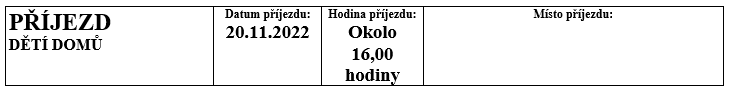 PŘÍJEZD
DĚTÍ DOMŮ
Datum příjezdu:
20.11.2022
Hodina příjezdu:
Okolo
16,00
hodiny
Místo příjezdu: